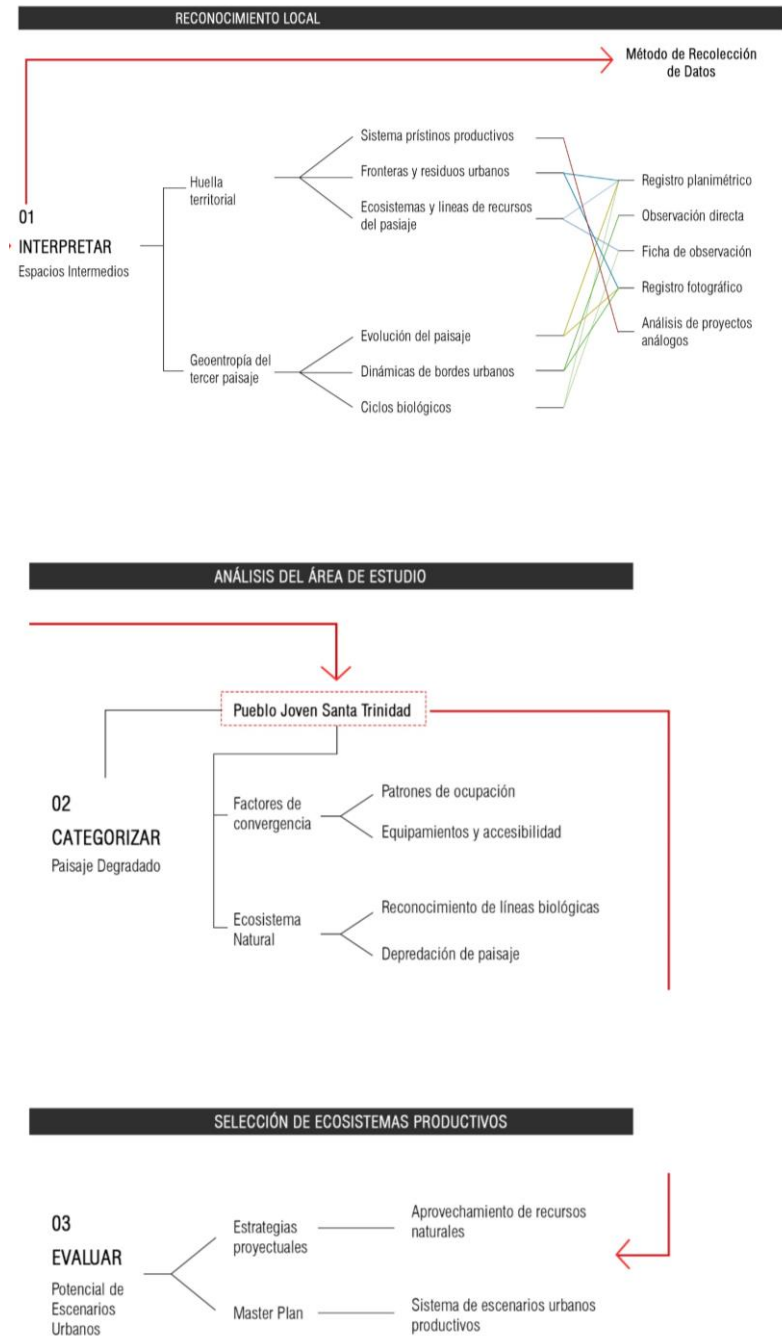 RECONOCIMIENTO LOCAL
Método de Recolección
de Datos
01
INTERPRETAR
Espacios Intermedios
Huella
territorial
Sistema prístinos productivos
Fronteras y residuos urbanos
Ecosistemas y lineas de recursos
del pasiaje
Geoentropía del
tercer paisaje
Evolución del paisaje
Dinámicas de bordes urbanos
Ciclos biológicos
Registro planimétrico
Observación directa
Ficha de observación
Registro fotográfico
Análisis de proyectos
análogos
ANÁLISIS DEL ÁREA DE ESTUDIO
Pueblo Joven Santa Trinidad
02
CATEGORIZAR
Paisaje Degradado
Factores de
convergencia
Patrones de ocupación
Equipamientos y accesibilidad
Ecosistema
Natural
Reconocimiento de líneas biológicas
Depredación de paisaje
SELECCIÓN DE ECOSISTEMAS PRODUCTIVOS
03
EVALUAR
Potencial de
Escenarios
Urbanos
Estrategias
proyectuales
Aprovechamiento de recursos
naturales
Master Plan
Sistema de escenarios urbanos
productivos